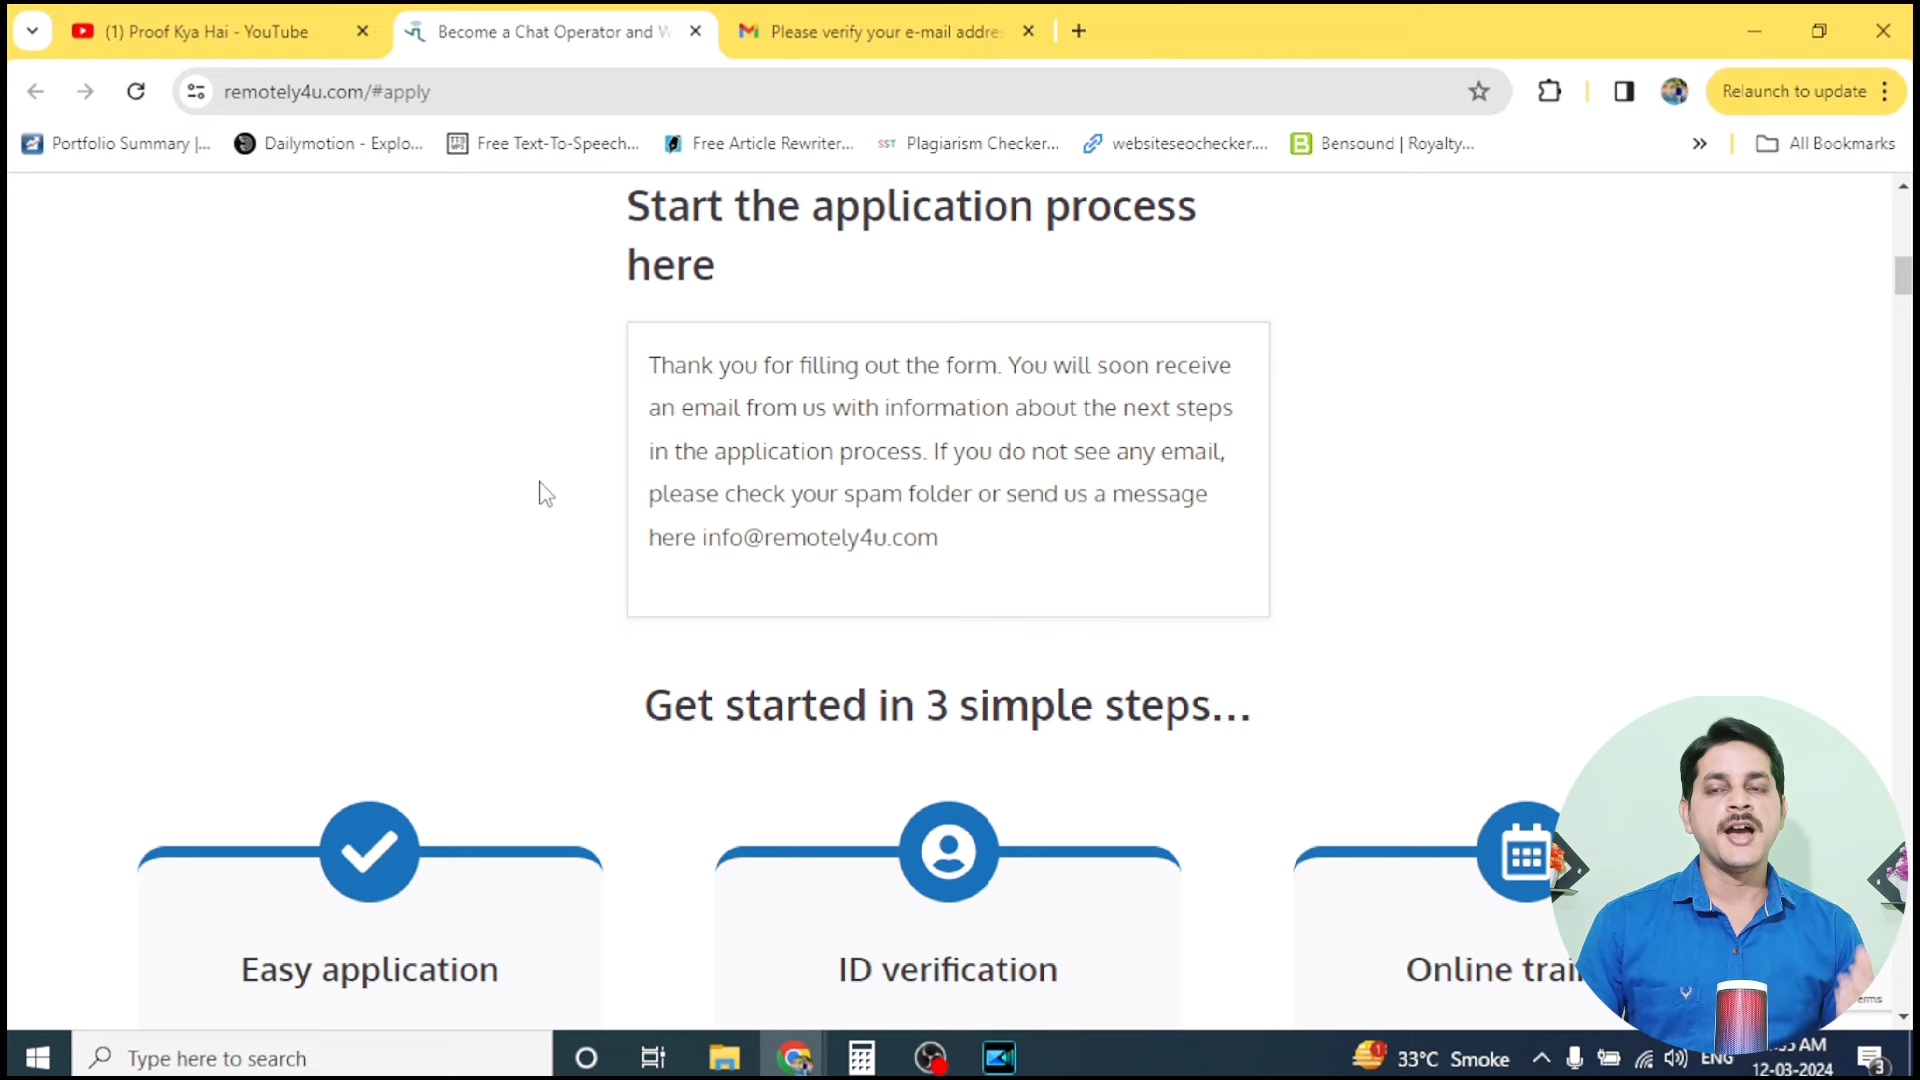 (1) Proof Kya Hai - YouTube
Become a Chat Operator and W
Please verify your e-mail addres
remotely4u.com/#apply
Relaunch to update
Portfolio Summary |...
Dailymotion - Explo...
Free Text-To-Speech...
Free Article Rewriter...
SST Plagiarism Checker...
websiteseochecker....
Bensound | Royalty...
All Bookmarks
Start the application process
here
Thank you for filling out the form. You will soon receive
an email from us with information about the next steps
in the application process. If you do not see any email,
please check your spam folder or send us a message
here info@remotely4u.com
Get started in 3 simple steps...
Easy application
ID verification
Online trai
erms
Type here to search
33°C Smoke
ENG
AM
12-03-2024
3